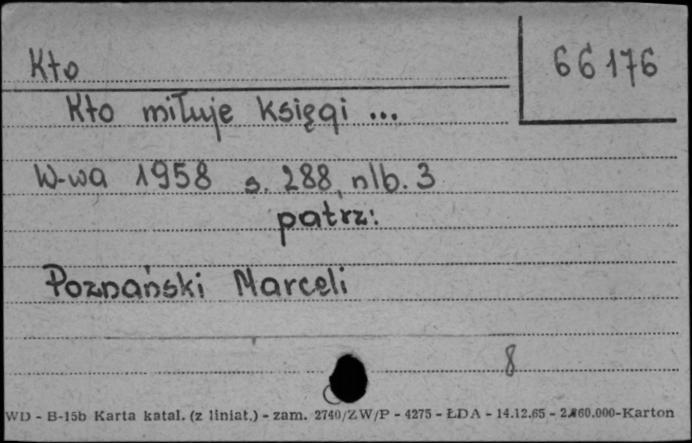 Kto
66176
Kto miłuje księgi ...
W-wa 1958 s. 288, nlb. 3
patrz:
Poznański Marceli
8
WD - B-15b Karta katal. (z liniat.) - zam. 2740/ZW/P - 4275 - ŁDA - 14.12.65 - 2.860.000-Karton